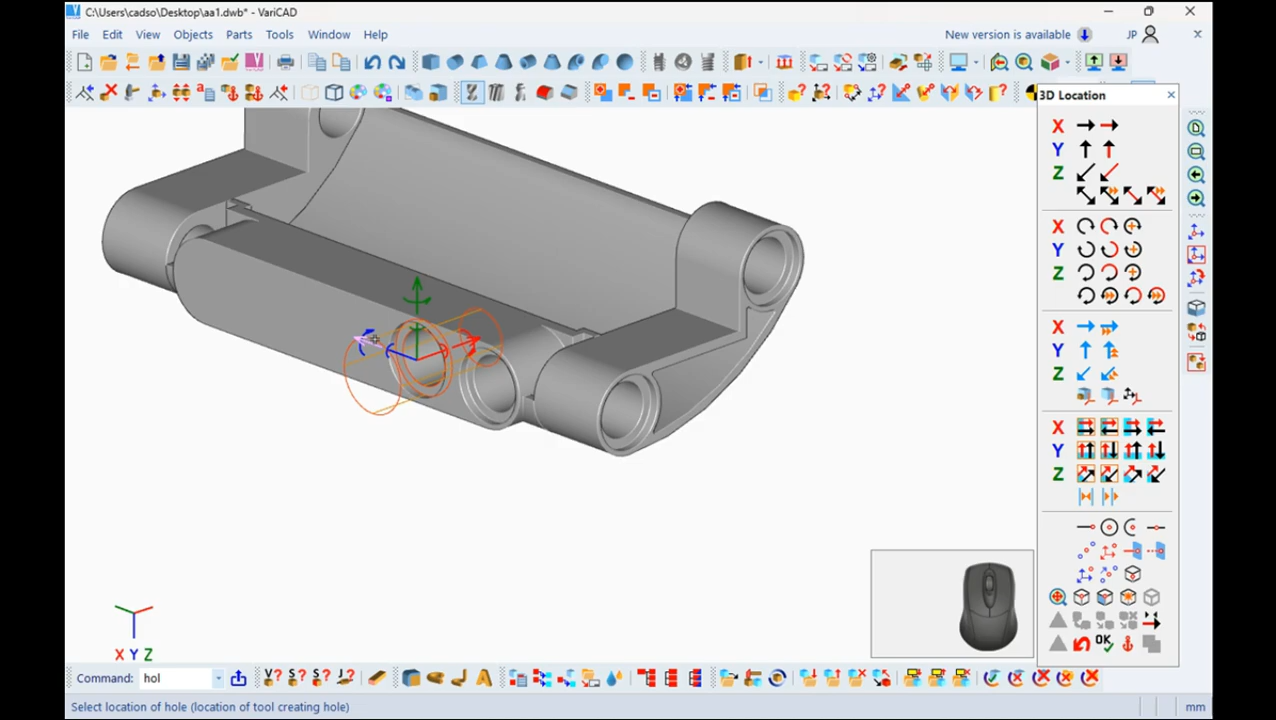 C:\Users\cadso\Desktop\aa1.dwb* - VariCAD
File Edit View Objects Parts Tools Window Help
New version is available
JP
3D Location
X
Y
Z
X
Y
Z
X
Y
Z
X
Y
Z
OK
X Y Z
Command: hol
Select location of hole (location of tool creating hole)
mm